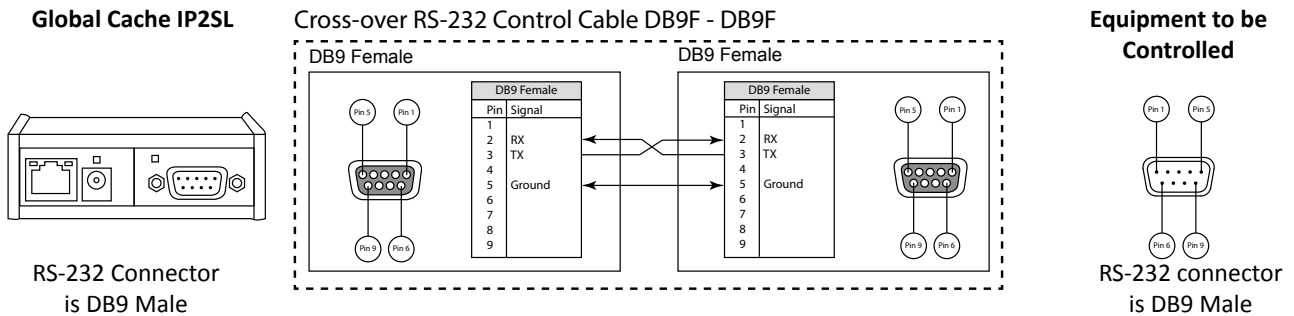 Global Cache IP2SL
Cross-over RS-232 Control Cable DB9F - DB9F
Equipment to be
Controlled
DB9 Female
DB9 Female
DB9 Female
Pin Signal
1
2 RX
3 TX
4
5 Ground
6
7
8
9
Pin 5
Pin 1
Pin 9
Pin 6
DB9 Female
Pin Signal
1
2 RX
3 TX
4
5 Ground
6
7
8
9
Pin 5
Pin 1
Pin 9
Pin 6
Pin 1
Pin 5
Pin 6
Pin 9
RS-232 Connector
is DB9 Male
RS-232 connector
is DB9 Male